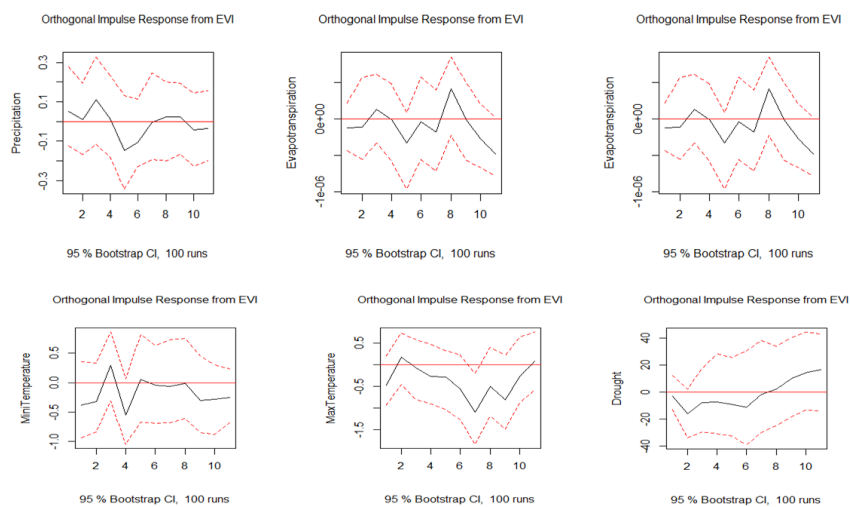 Orthogonal Impulse Response from EVI
Precipitation
0.3
0.1
-0.1
-0.3
2 4 6 8 10
95 % Bootstrap CI, 100 runs
Orthogonal Impulse Response from EVI
Evapotranspiration
0e+00
-1e-06
2 4 6 8 10
95 % Bootstrap CI, 100 runs
Orthogonal Impulse Response from EVI
Evapotranspiration
0e+00
-1e-06
2 4 6 8 10
95 % Bootstrap CI, 100 runs
Orthogonal Impulse Response from EVI
MiniTemperature
0.5
0.0
-0.5
-1.0
2 4 6 8 10
95 % Bootstrap CI, 100 runs
Orthogonal Impulse Response from EVI
MaxTemperature
0.5
-0.5
-1.5
2 4 6 8 10
95 % Bootstrap CI, 100 runs
Orthogonal Impulse Response from EVI
Drought
40
20
0
-20
-40
2 4 6 8 10
95 % Bootstrap CI, 100 runs